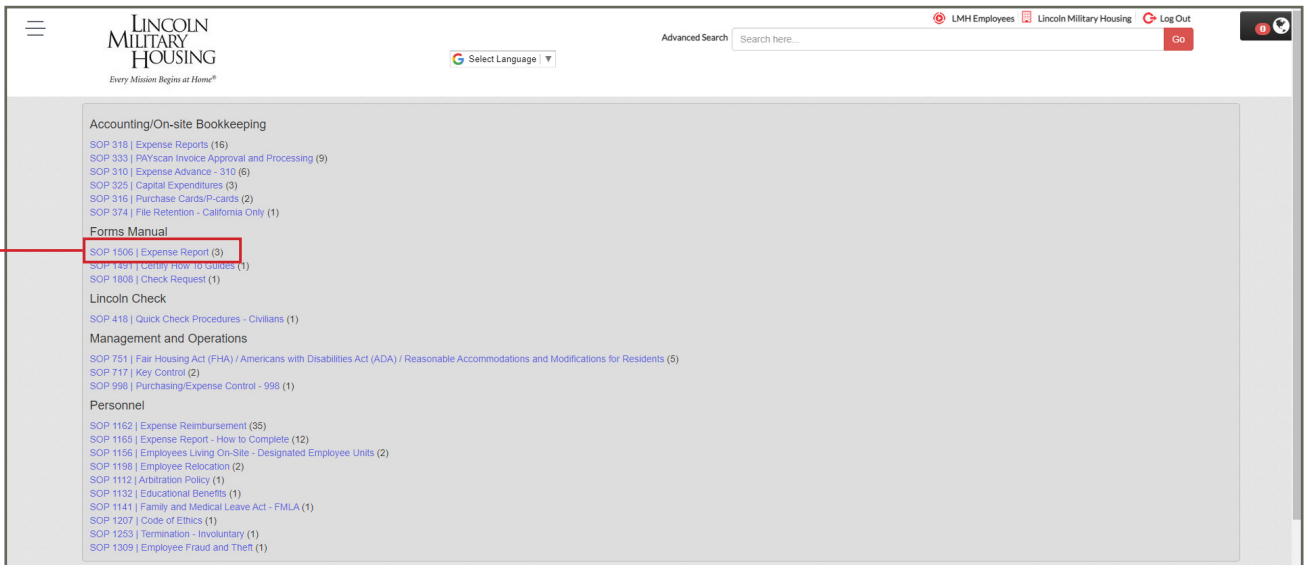 LINCOLN
MILITARY
HOUSING
Every Mission Begins at Home®
Select Language ▼
LMH Employees Lincoln Military Housing Log Out
Advanced Search Search here... Go
0
Accounting/On-site Bookkeeping
SOP 318 | Expense Reports (16)
SOP 333 | PAYscan Invoice Approval and Processing (9)
SOP 310 | Expense Advance - 310 (6)
SOP 325 | Capital Expenditures (3)
SOP 316 | Purchase Cards/P-cards (2)
SOP 374 | File Retention - California Only (1)
Forms Manual
SOP 1506 | Expense Report (3)
SOP 1491 | Certify How To Guides (1)
SOP 1808 | Check Request (1)
Lincoln Check
SOP 418 | Quick Check Procedures - Civilians (1)
Management and Operations
SOP 751 | Fair Housing Act (FHA) / Americans with Disabilities Act (ADA) / Reasonable Accommodations and Modifications for Residents (5)
SOP 717 | Key Control (2)
SOP 998 | Purchasing/Expense Control - 998 (1)
Personnel
SOP 1162 | Expense Reimbursement (35)
SOP 1165 | Expense Report - How to Complete (12)
SOP 1156 | Employees Living On-Site - Designated Employee Units (2)
SOP 1198 | Employee Relocation (2)
SOP 1112 | Arbitration Policy (1)
SOP 1132 | Educational Benefits (1)
SOP 1141 | Family and Medical Leave Act - FMLA (1)
SOP 1207 | Code of Ethics (1)
SOP 1253 | Termination - Involuntary (1)
SOP 1309 | Employee Fraud and Theft (1)